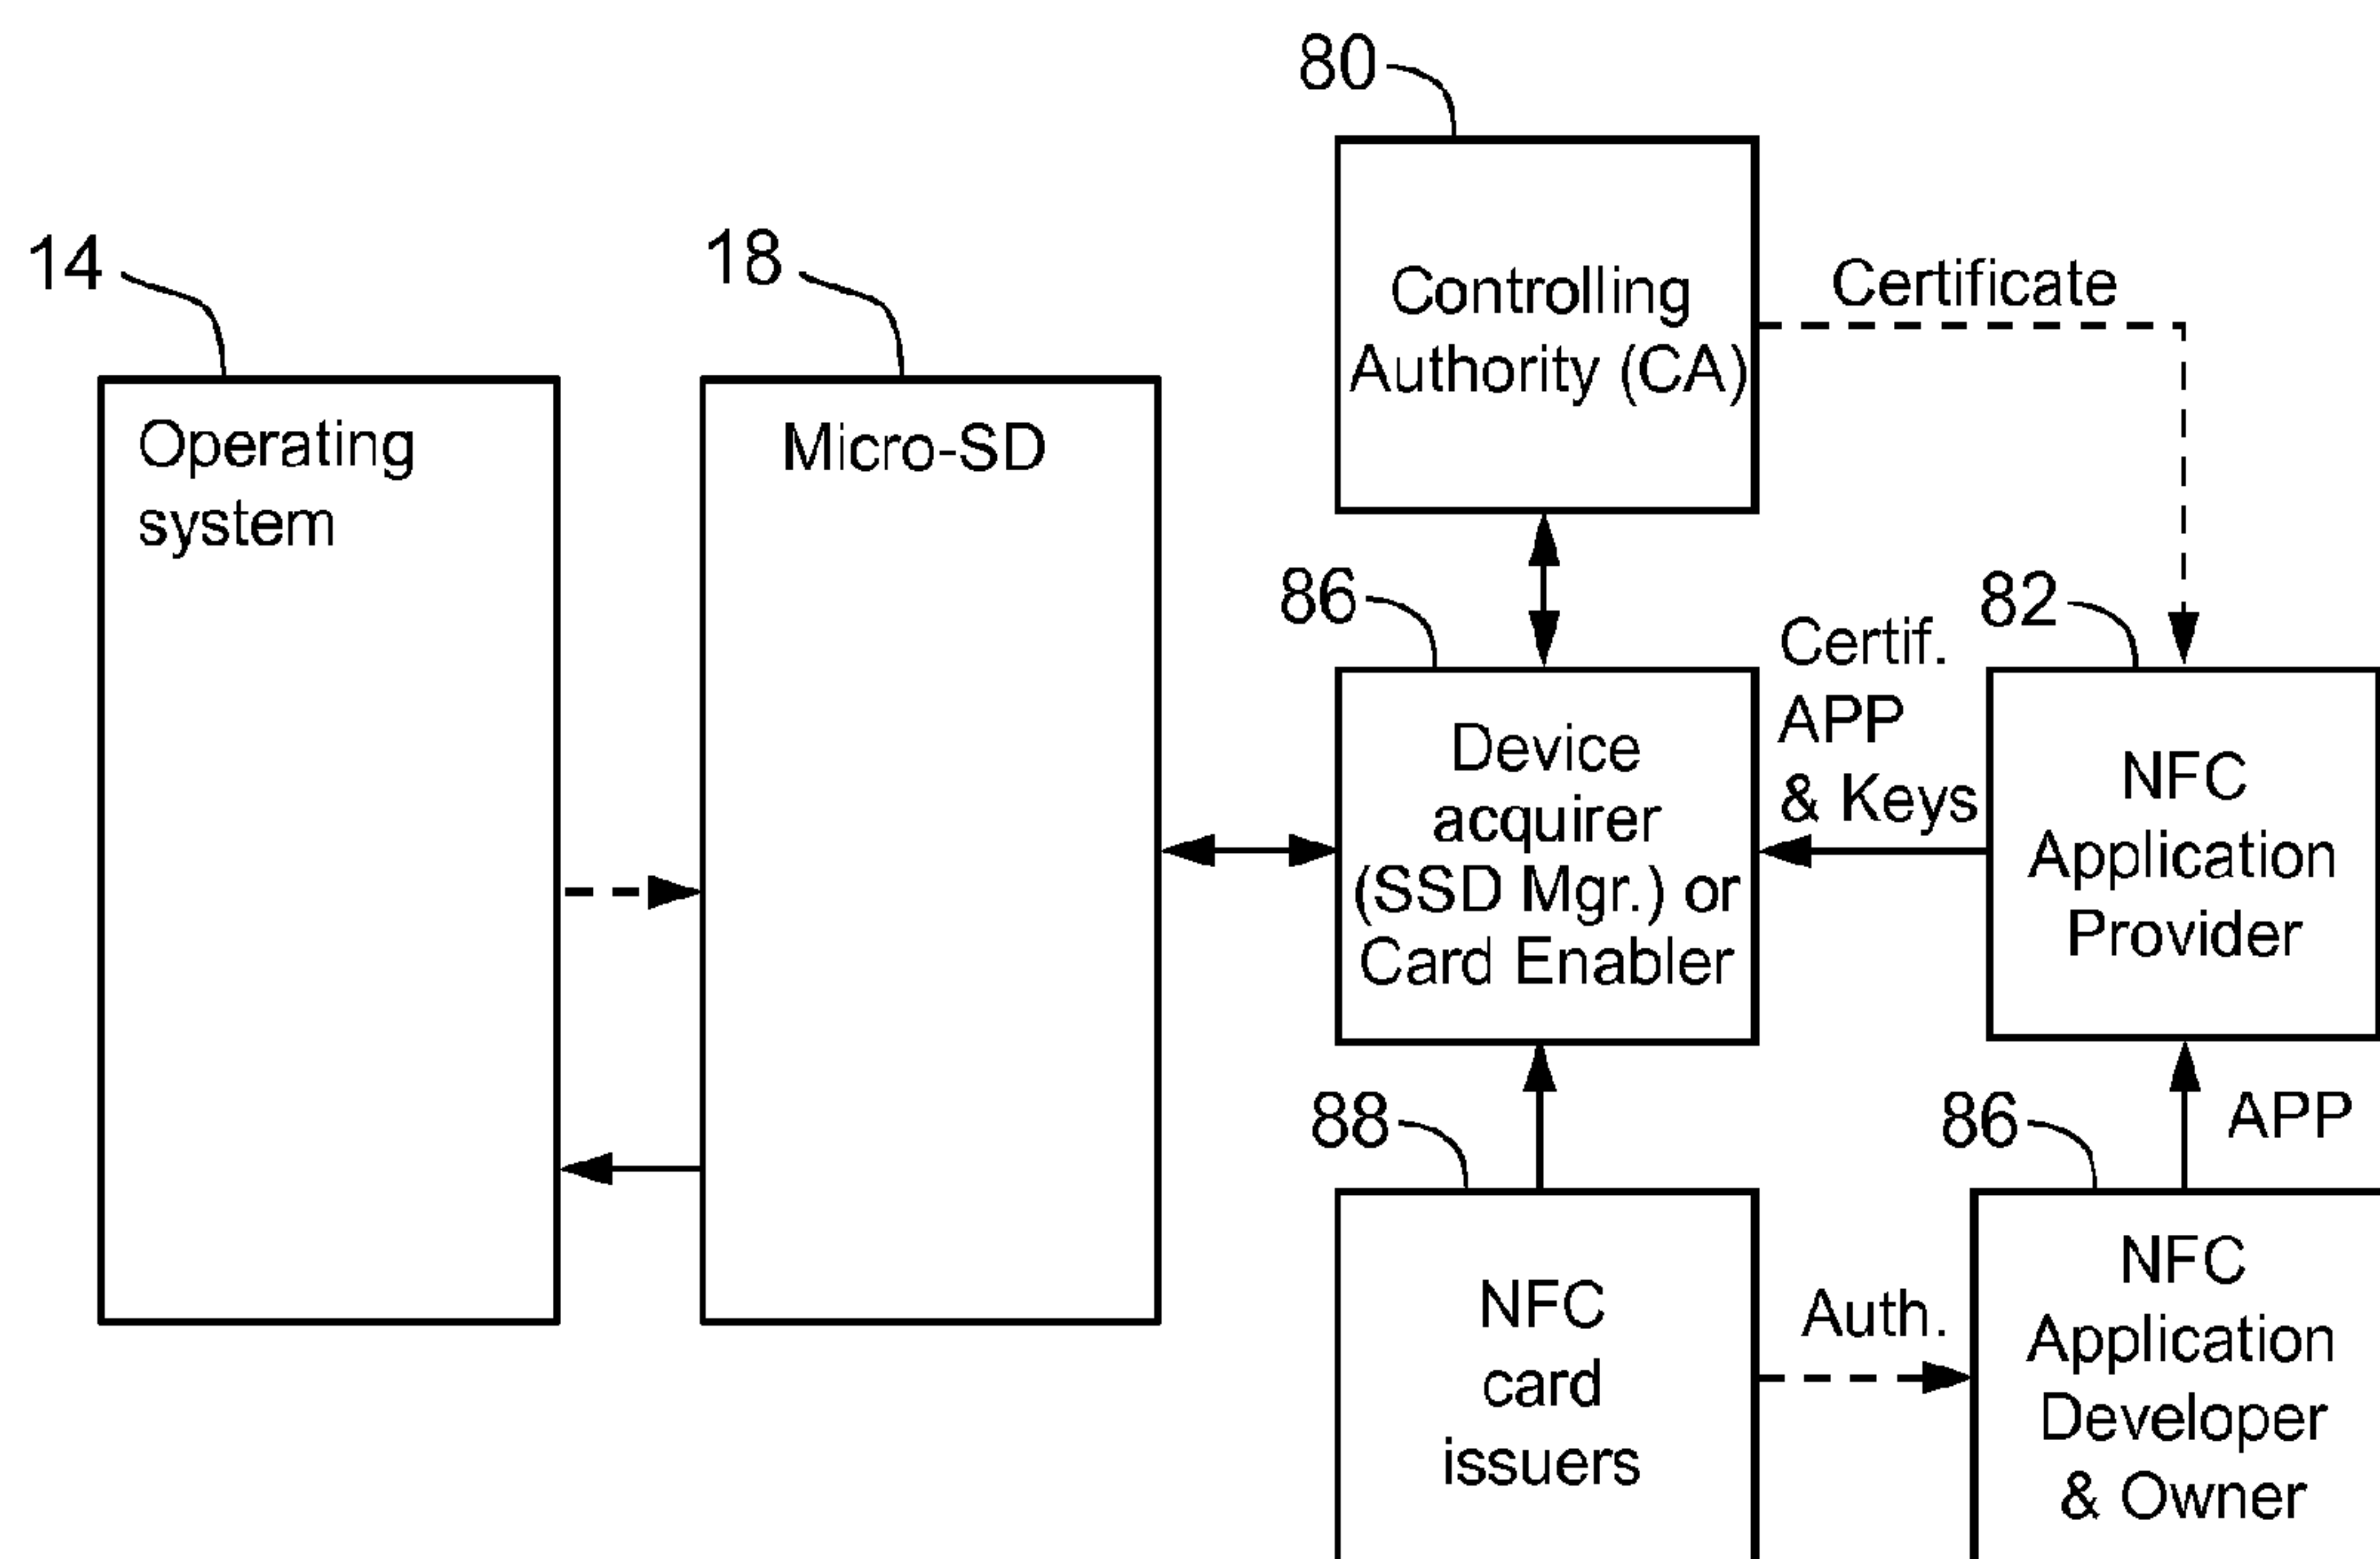 80
14
18
Controlling
Authority (CA)
Certificate
Operating
system
Micro-SD
86
82
Certif.
APP
& Keys
Device
acquirer
(SSD Mgr.) or
Card Enabler
NFC
Application
Provider
88
86
APP
NFC
card
issuers
Auth.
NFC
Application
Developer
& Owner